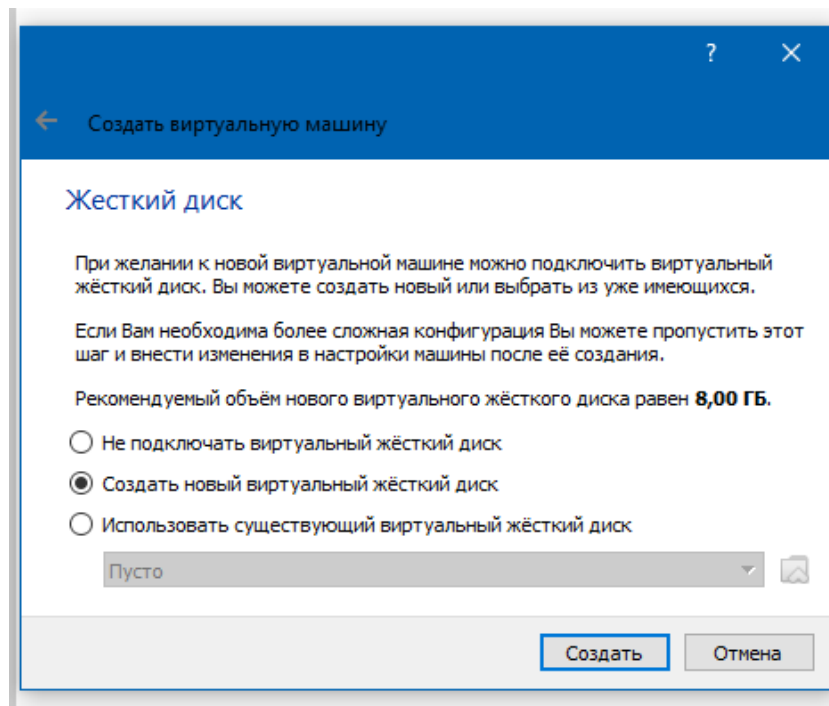 ?
Создать виртуальную машину
Жесткий диск
При желании к новой виртуальной машине можно подключить виртуальный
жёсткий диск. Вы можете создать новый или выбрать из уже имеющихся.
Если Вам необходима более сложная конфигурация Вы можете пропустить этот
шаг и внести изменения в настройки машины после её создания.
Рекомендуемый объём нового виртуального жёсткого диска равен 8,00 ГБ.
Не подключать виртуальный жёсткий диск
Создать новый виртуальный жёсткий диск
Использовать существующий виртуальный жёсткий диск
Пусто
Создать Отмена